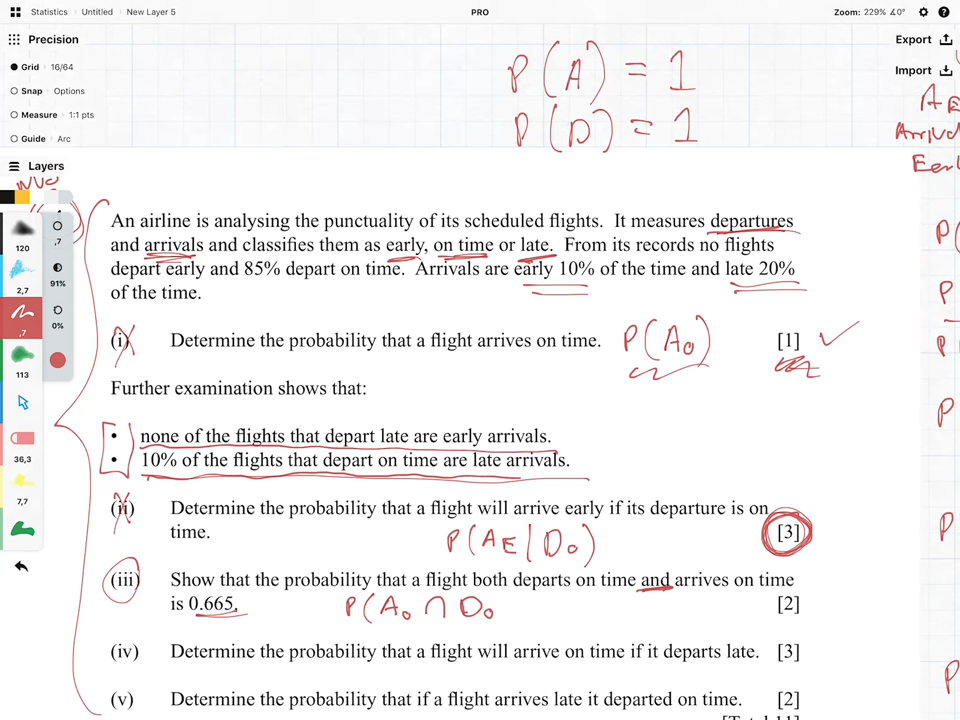 Statistics Untitled New Layer 5 PRO Zoom: 229% ∠0°
Precision
Grid 16/64
Snap Options
Measure 1:1 pts
Guide Arc
Layers
Export
Import
P(A) = 1
P(D) = 1
AE
Arrival
Earl
120
2,7
,7
113
36,3
7,7
,7
91%
0%
An airline is analysing the punctuality of its scheduled flights. It measures departures
and arrivals and classifies them as early, on time or late. From its records no flights
depart early and 85% depart on time. Arrivals are early 10% of the time and late 20%
of the time.
(i) Determine the probability that a flight arrives on time. P(A₀) [1]
Further examination shows that:
• none of the flights that depart late are early arrivals.
• 10% of the flights that depart on time are late arrivals.
(ii) Determine the probability that a flight will arrive early if its departure is on
time. P(AE | D₀) [3]
(iii) Show that the probability that a flight both departs on time and arrives on time
is 0.665. P(A₀ ∩ D₀ [2]
(iv) Determine the probability that a flight will arrive on time if it departs late. [3]
(v) Determine the probability that if a flight arrives late it departed on time. [2]
P(
P
P(
P
P
P